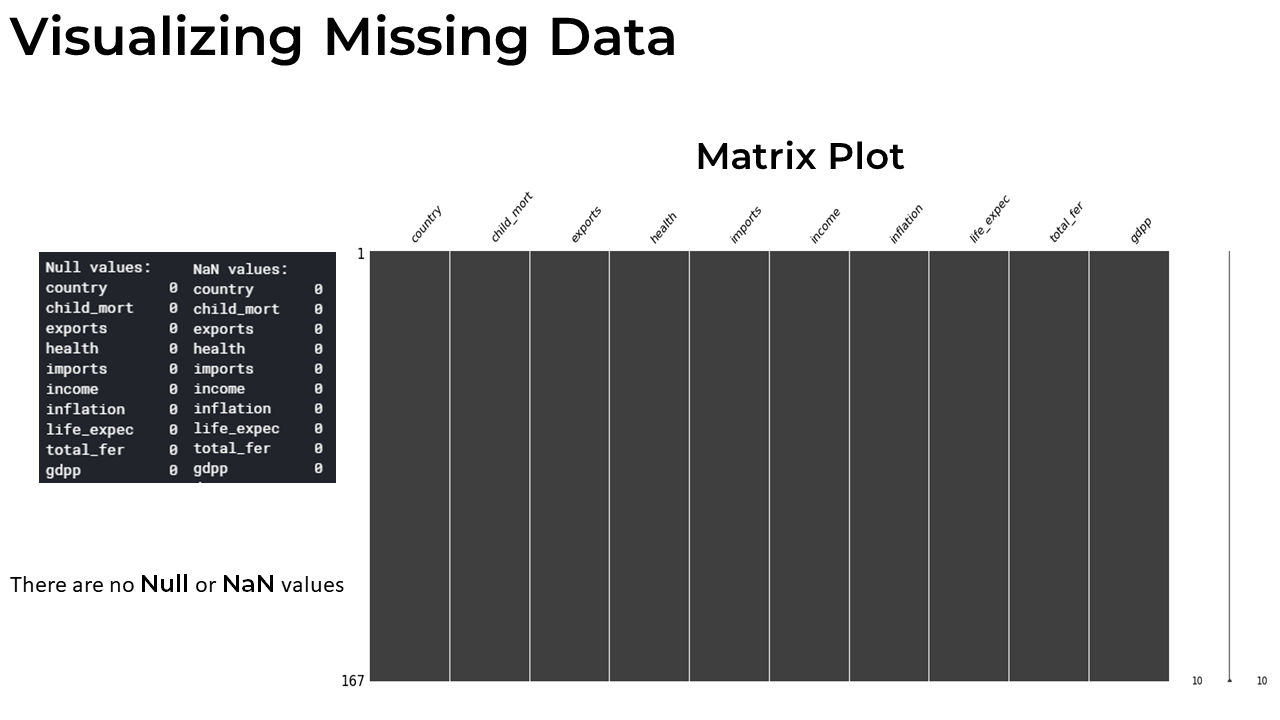 Visualizing Missing Data
Matrix Plot
country child_mort exports health imports income inflation life_expec total_fer gdpp
1
167
10 10
Null values:
country 0
child_mort 0
exports 0
health 0
imports 0
income 0
inflation 0
life_expec 0
total_fer 0
gdpp 0
NaN values:
country 0
child_mort 0
exports 0
health 0
imports 0
income 0
inflation 0
life_expec 0
total_fer 0
gdpp 0
There are no Null or NaN values